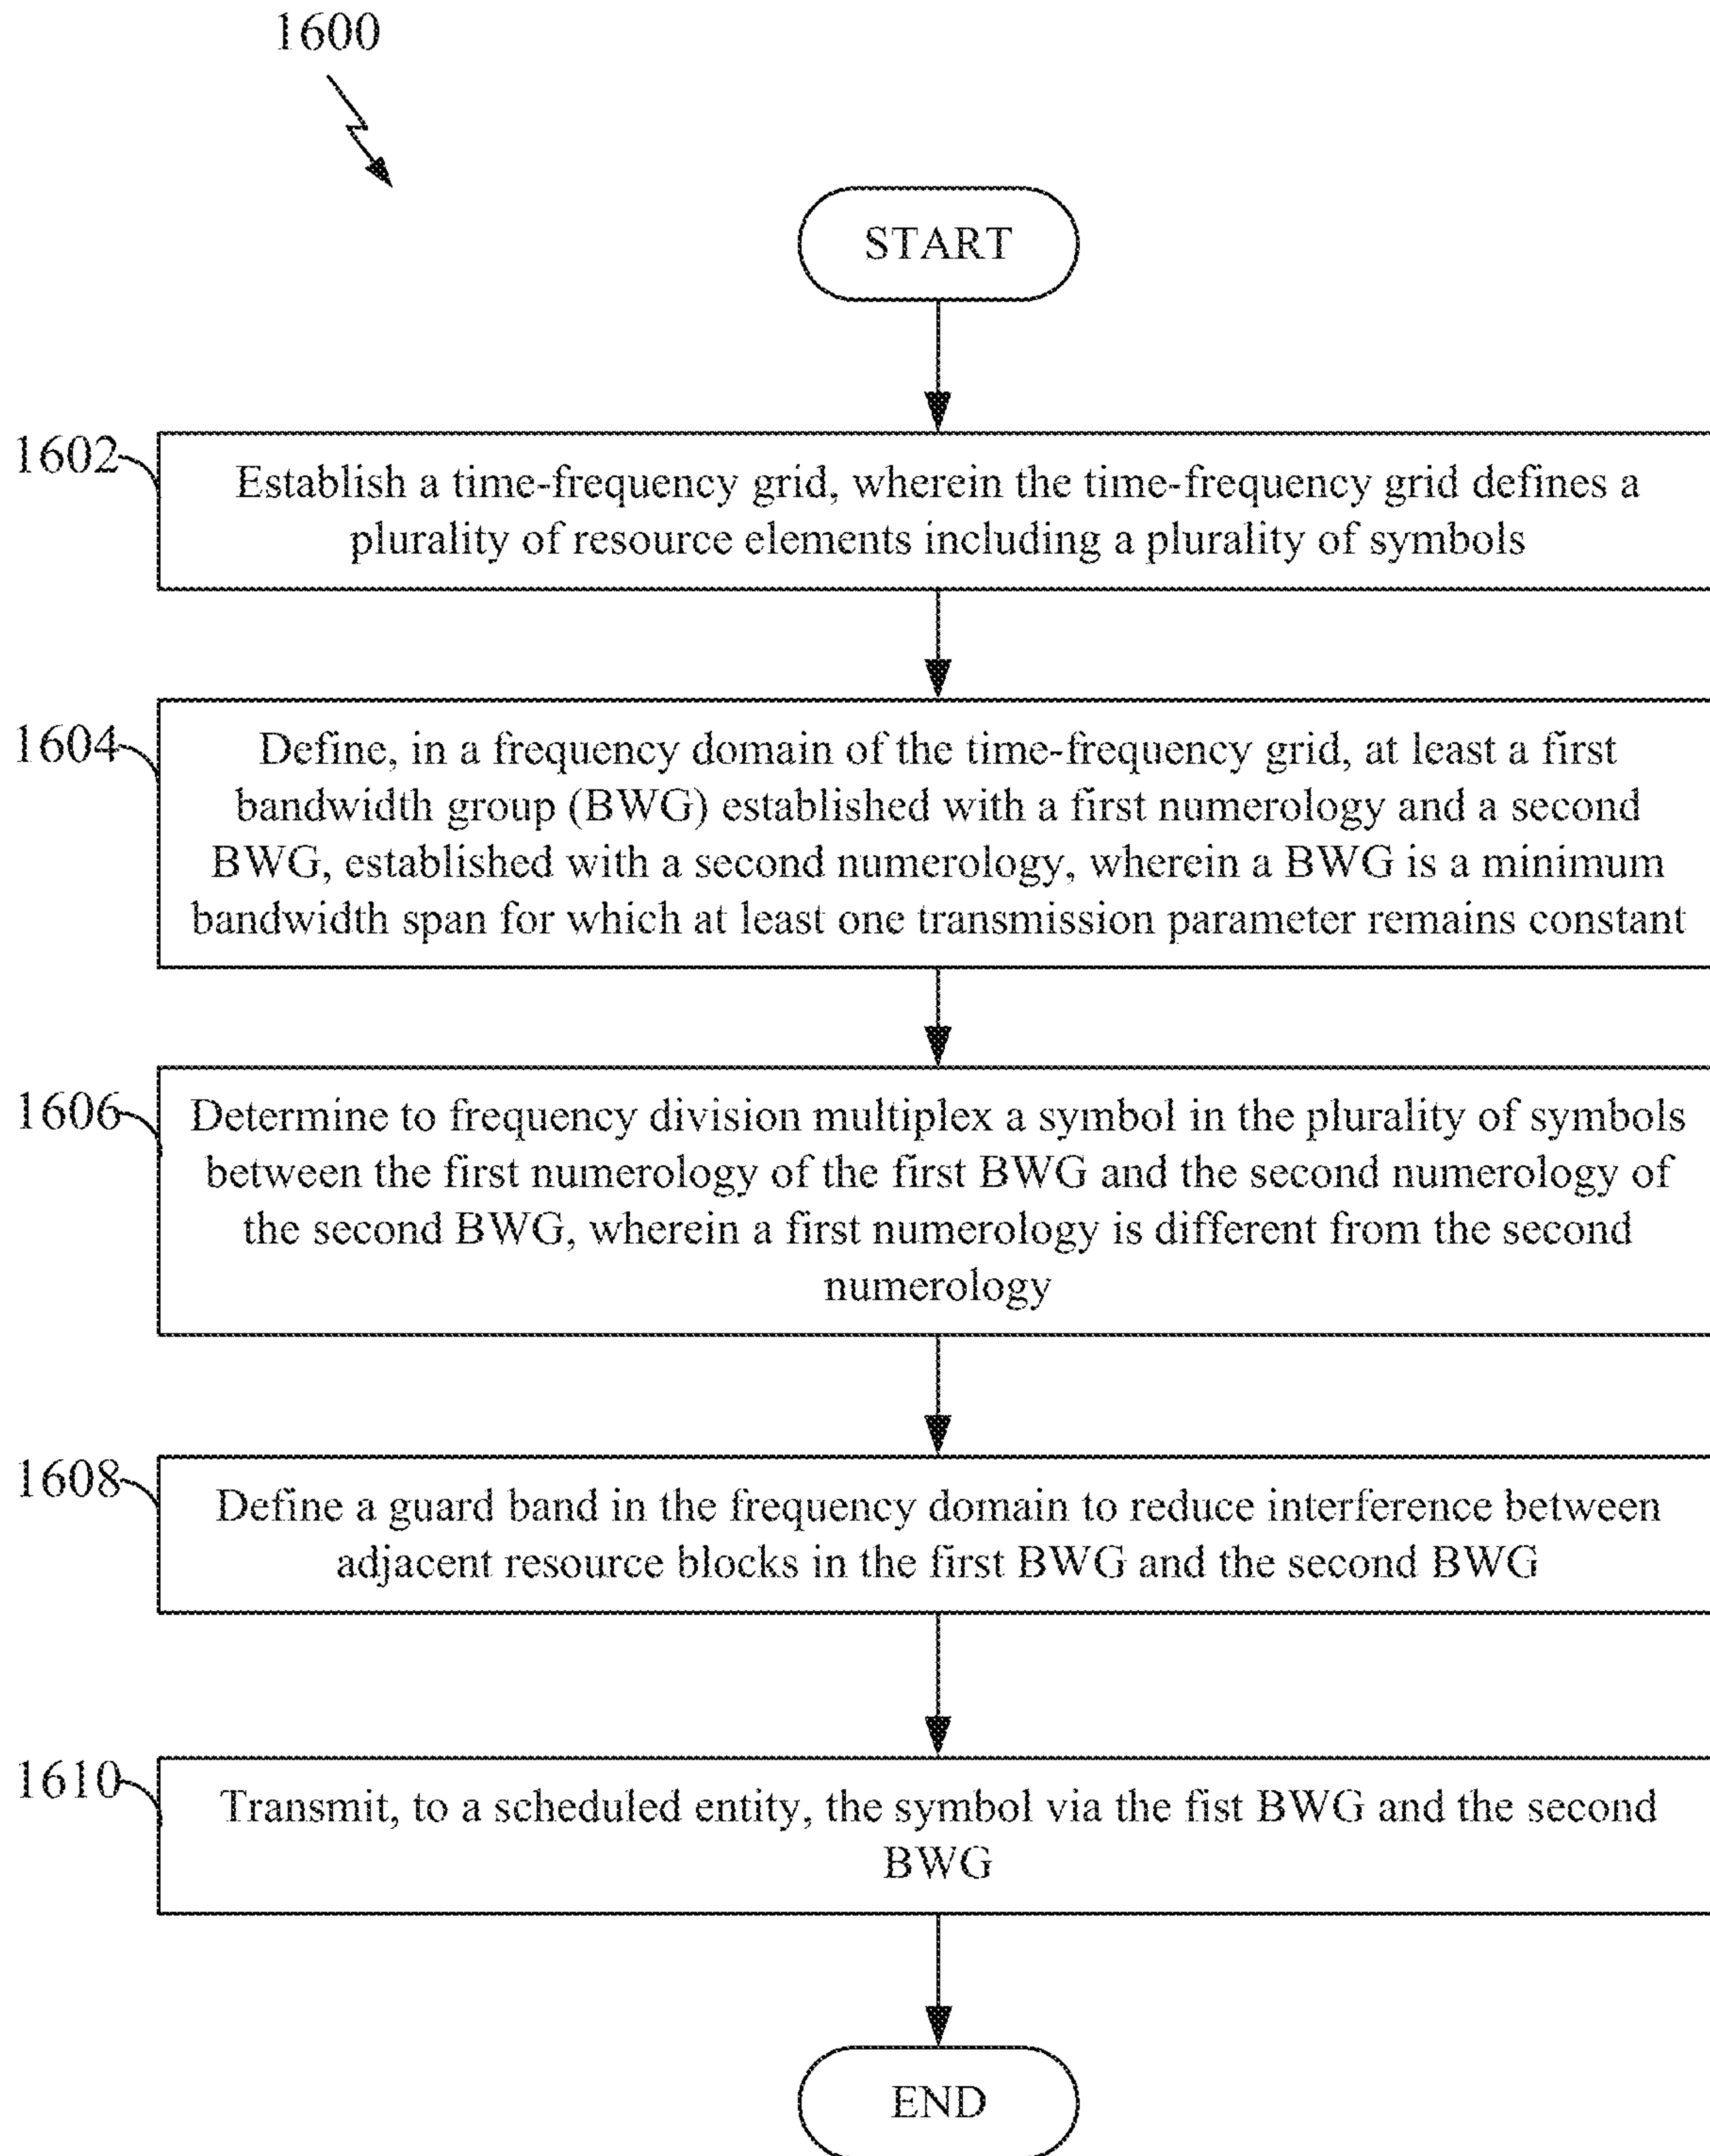 1600
START
1602
Establish a time-frequency grid, wherein the time-frequency grid defines a
plurality of resource elements including a plurality of symbols
1604
Define, in a frequency domain of the time-frequency grid, at least a first
bandwidth group (BWG) established with a first numerology and a second
BWG, established with a second numerology, wherein a BWG is a minimum
bandwidth span for which at least one transmission parameter remains constant
1606
Determine to frequency division multiplex a symbol in the plurality of symbols
between the first numerology of the first BWG and the second numerology of
the second BWG, wherein a first numerology is different from the second
numerology
1608
Define a guard band in the frequency domain to reduce interference between
adjacent resource blocks in the first BWG and the second BWG
1610
Transmit, to a scheduled entity, the symbol via the fist BWG and the second
BWG
END